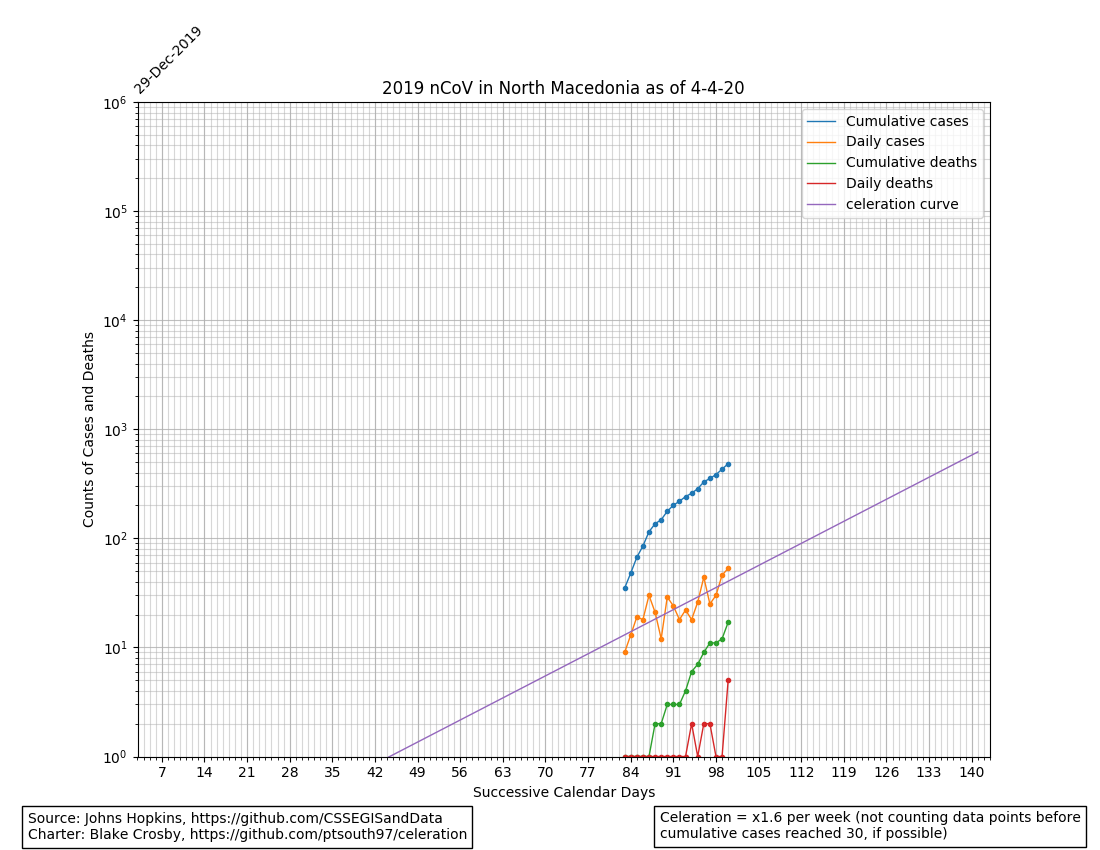 29-Dec-2019
2019 nCoV in North Macedonia as of 4-4-20
10^6
10^5
10^4
10^3
10^2
10^1
10^0
Counts of Cases and Deaths
Cumulative cases
Daily cases
Cumulative deaths
Daily deaths
celeration curve
7 14 21 28 35 42 49 56 63 70 77 84 91 98 105 112 119 126 133 140
Successive Calendar Days
Source: Johns Hopkins, https://github.com/CSSEGISandData
Charter: Blake Crosby, https://github.com/ptsouth97/celeration
Celeration = x1.6 per week (not counting data points before
cumulative cases reached 30, if possible)